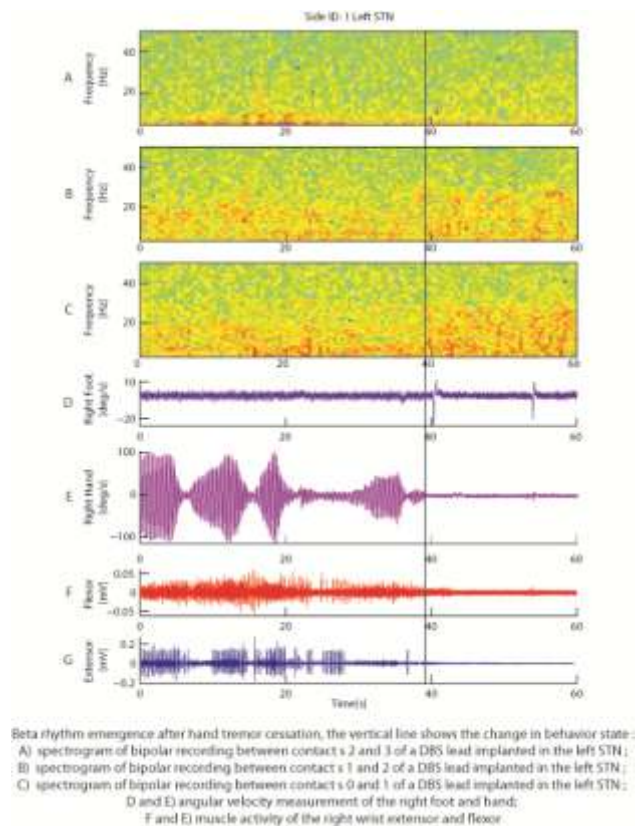 Side ID: I Left STN
A
Frequency [Hz]
40
20
0 20 40 60
B
Frequency [Hz]
40
20
0 20 40 60
C
Frequency [Hz]
40
20
0 20 40 60
D
Right Foot [deg/s]
10
−20
0 20 40 60
E
Right Hand [deg/s]
100
0
−100
0 20 40 60
F
Flexor [mV]
0.05
0
−0.05
0 20 40 60
G
Extensor [mV]
0.2
0
−0.2
0 20 40 60
Time(s)
Beta rhythm emergence after hand tremor cessation, the vertical line shows the change in behavior state :
A) spectrogram of bipolar recording between contact s 2 and 3 of a DBS lead implanted in the left STN ;
B) spectrogram of bipolar recording between contact s 1 and 2 of a DBS lead implanted in the left STN ;
C) spectrogram of bipolar recording between contact s 0 and 1 of a DBS lead implanted in the left STN ;
D and E) angular velocity measurement of the right foot and band;
F and E) muscle activity of the right wrist extensor and flexor